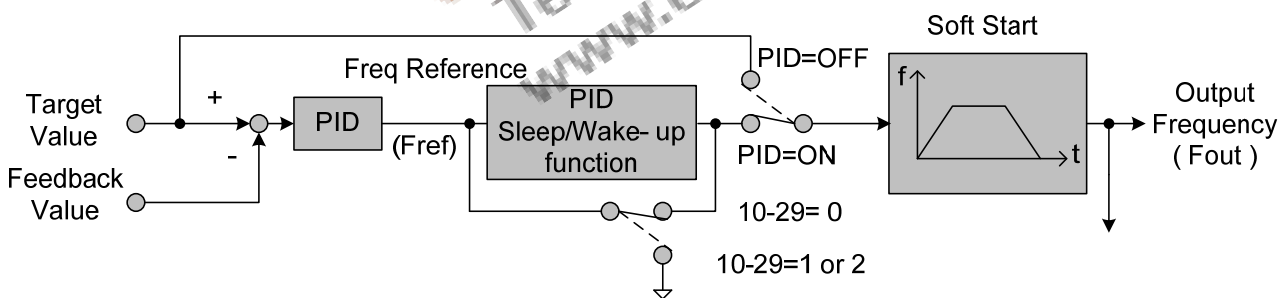 Soft Start
PID=OFF
Freq Reference
Target
Value
+
-
PID
(Fref)
PID
Sleep/Wake- up
function
PID=ON
f
t
Output
Frequency
( Fout )
Feedback
Value
10-29= 0
10-29=1 or 2
www.